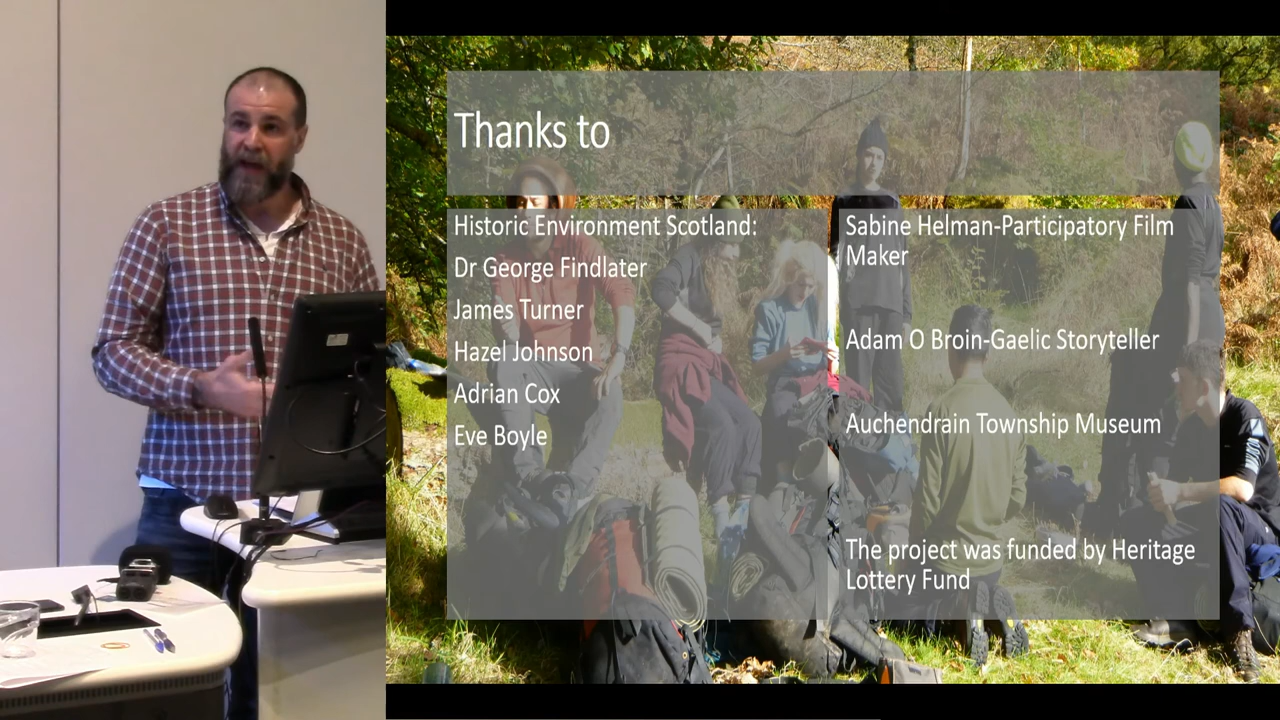 Thanks to
Historic Environment Scotland:
Dr George Findlater
James Turner
Hazel Johnson
Adrian Cox
Eve Boyle
Sabine Helman-Participatory Film
Maker
Adam O Broin-Gaelic Storyteller
Auchendrain Township Museum
The project was funded by Heritage
Lottery Fund